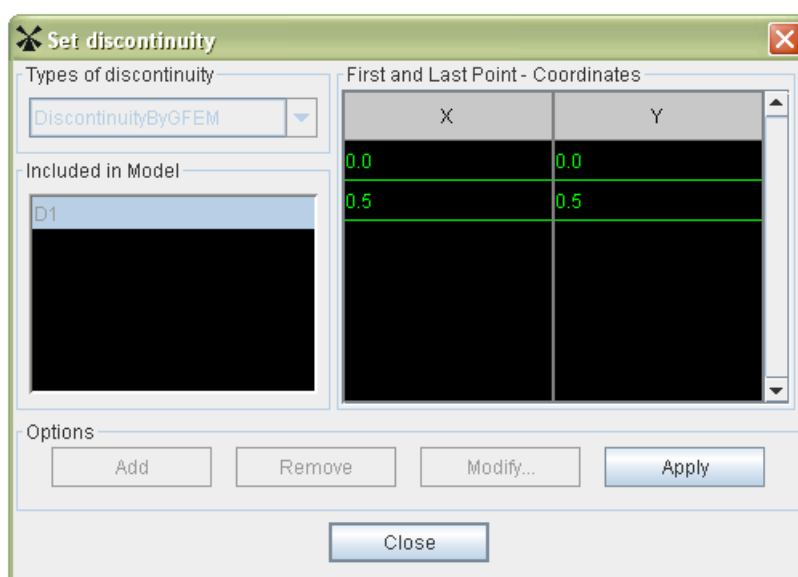 Set discontinuity
Types of discontinuity
DiscontinuityByGFEM
Included in Model
D1
First and Last Point - Coordinates
X Y
0.0 0.0
0.5 0.5
Options
Add Remove Modify... Apply
Close